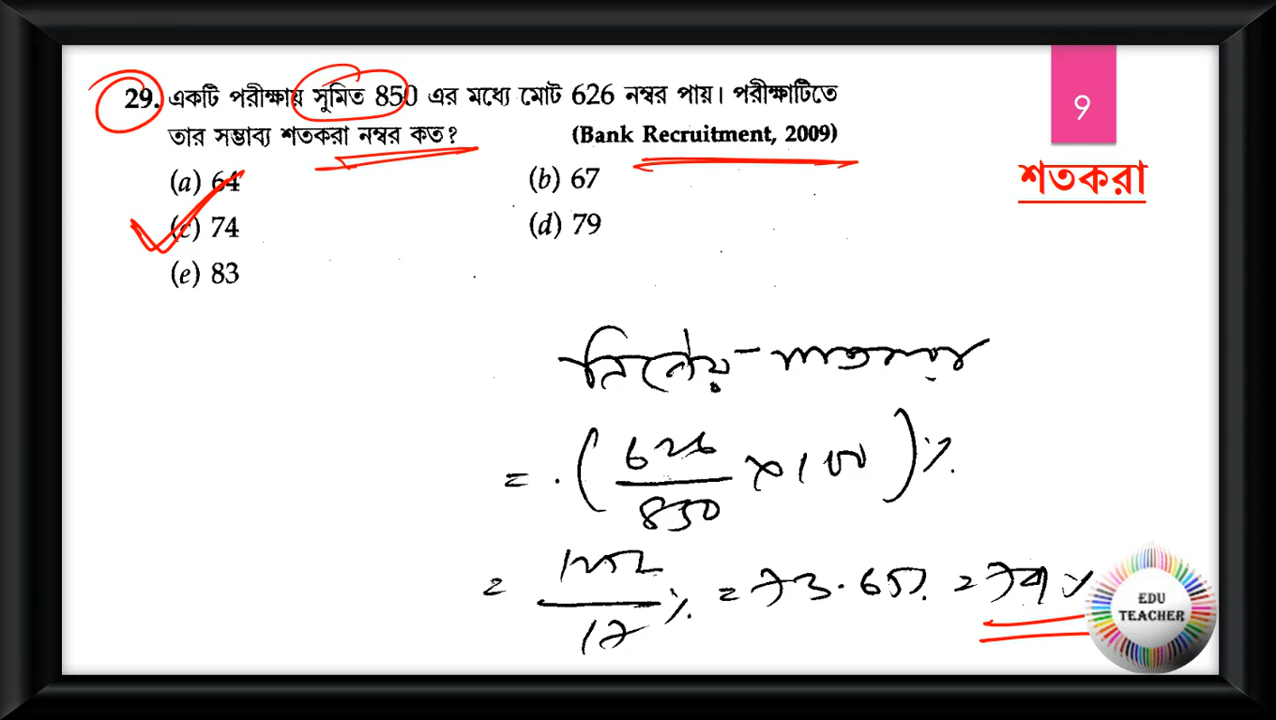 29. একটি পরীক্ষায় সুমিত 850 এর মধ্যে মোট 626 নম্বর পায়। পরীক্ষাটিতে
তার সম্ভাব্য শতকরা নম্বর কত?
(Bank Recruitment, 2009)
(a) 64
(b) 67
(c) 74
(d) 79
(e) 83
9
শতকরা
নির্ণেয়-শতকরা
= (626/850 × 100)%
= 1252/17 % = 73.65% = 74%
EDU
TEACHER